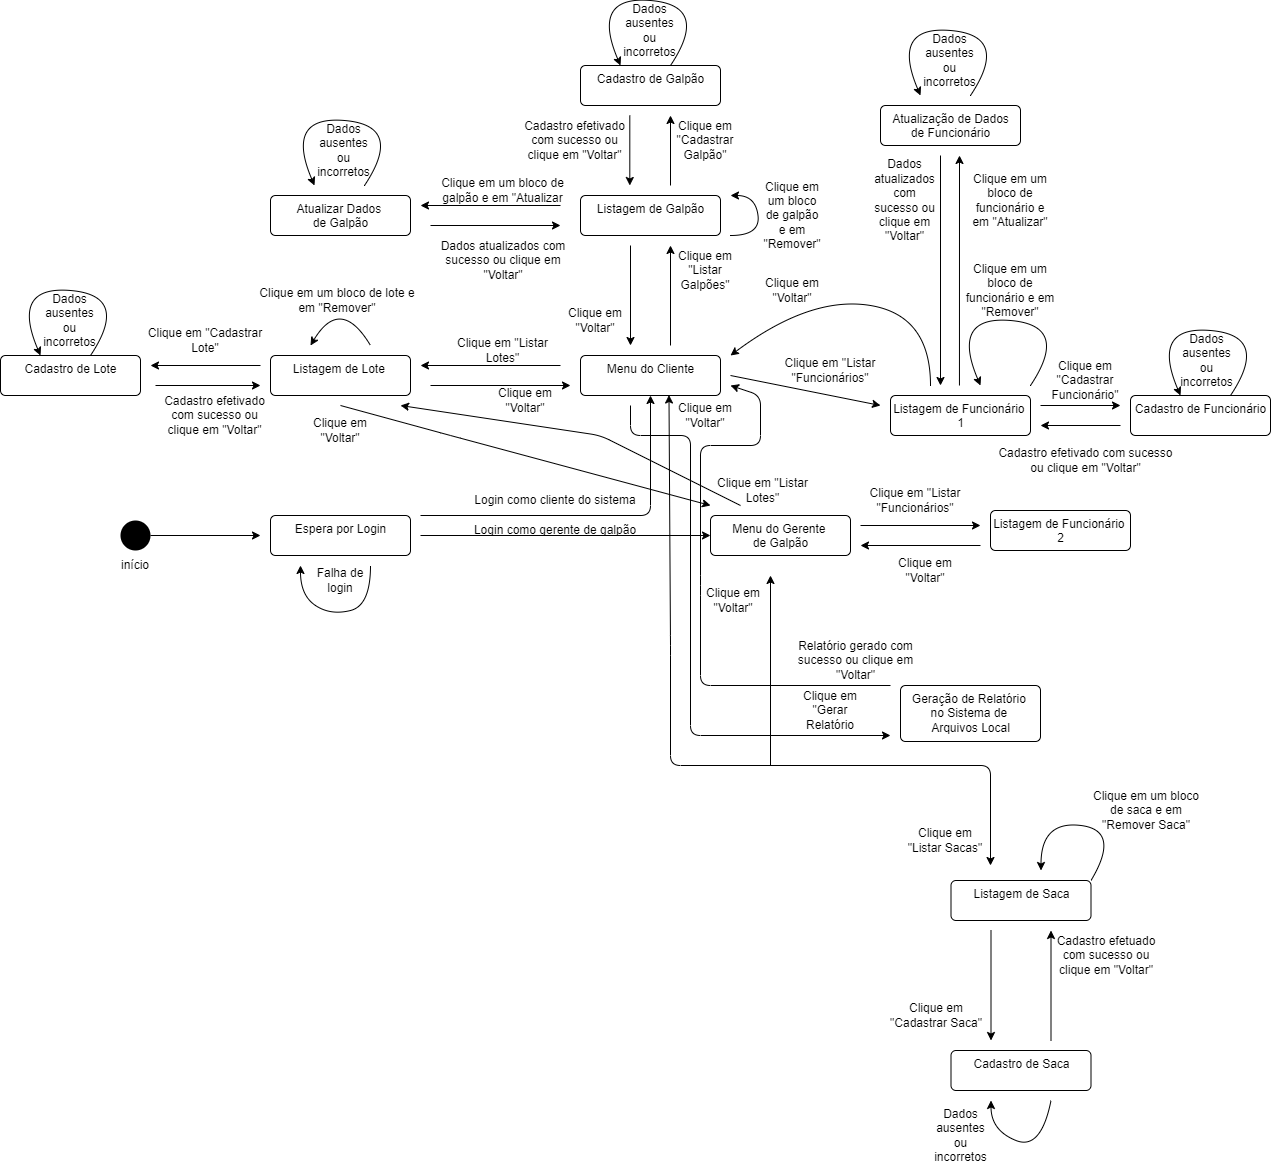 Dados
ausentes
ou
incorretos
Cadastro de Galpão
Dados
ausentes
ou
incorretos
Atualização de Dados
de Funcionário
Cadastro efetivado
com sucesso ou
clique em "Voltar"
Clique em
"Cadastrar
Galpão"
Dados
ausentes
ou
incorretos
Atualizar Dados
de Galpão
Clique em um bloco de
galpão e em "Atualizar
Dados atualizados com
sucesso ou clique em
"Voltar"
Listagem de Galpão
Clique em
um bloco
de galpão
e em
"Remover"
Dados
atualizados
com
sucesso ou
clique em
"Voltar"
Clique em um
bloco de
funcionário e
em "Atualizar"
Clique em
"Voltar"
Clique em
"Listar
Galpões"
Clique em
"Voltar"
Clique em um
bloco de
funcionário e em
"Remover"
Dados
ausentes
ou
incorretos
Cadastro de Lote
Clique em "Cadastrar
Lote"
Cadastro efetivado
com sucesso ou
clique em "Voltar"
Clique em um bloco de lote e
em "Remover"
Listagem de Lote
Clique em "Listar
Lotes"
Clique em
"Voltar"
Menu do Cliente
Clique em "Listar
"Funcionários"
Listagem de Funcionário
1
Clique em
"Cadastrar
Funcionário"
Dados
ausentes
ou
incorretos
Cadastro de Funcionário
Cadastro efetivado com sucesso
ou clique em "Voltar"
Clique em
"Voltar"
Clique em
"Voltar"
Clique em "Listar
Lotes"
início
Espera por Login
Falha de
login
Login como cliente do sistema
Login como gerente de galpão
Menu do Gerente
de Galpão
Clique em "Listar
"Funcionários"
Clique em
"Voltar"
Listagem de Funcionário
2
Clique em
"Voltar"
Relatório gerado com
sucesso ou clique em
"Voltar"
Clique em
"Gerar
Relatório
Geração de Relatório
no Sistema de
Arquivos Local
Clique em
"Listar Sacas"
Clique em um bloco
de saca e em
"Remover Saca"
Listagem de Saca
Cadastro efetuado
com sucesso ou
clique em "Voltar"
Clique em
"Cadastrar Saca"
Cadastro de Saca
Dados
ausentes
ou
incorretos